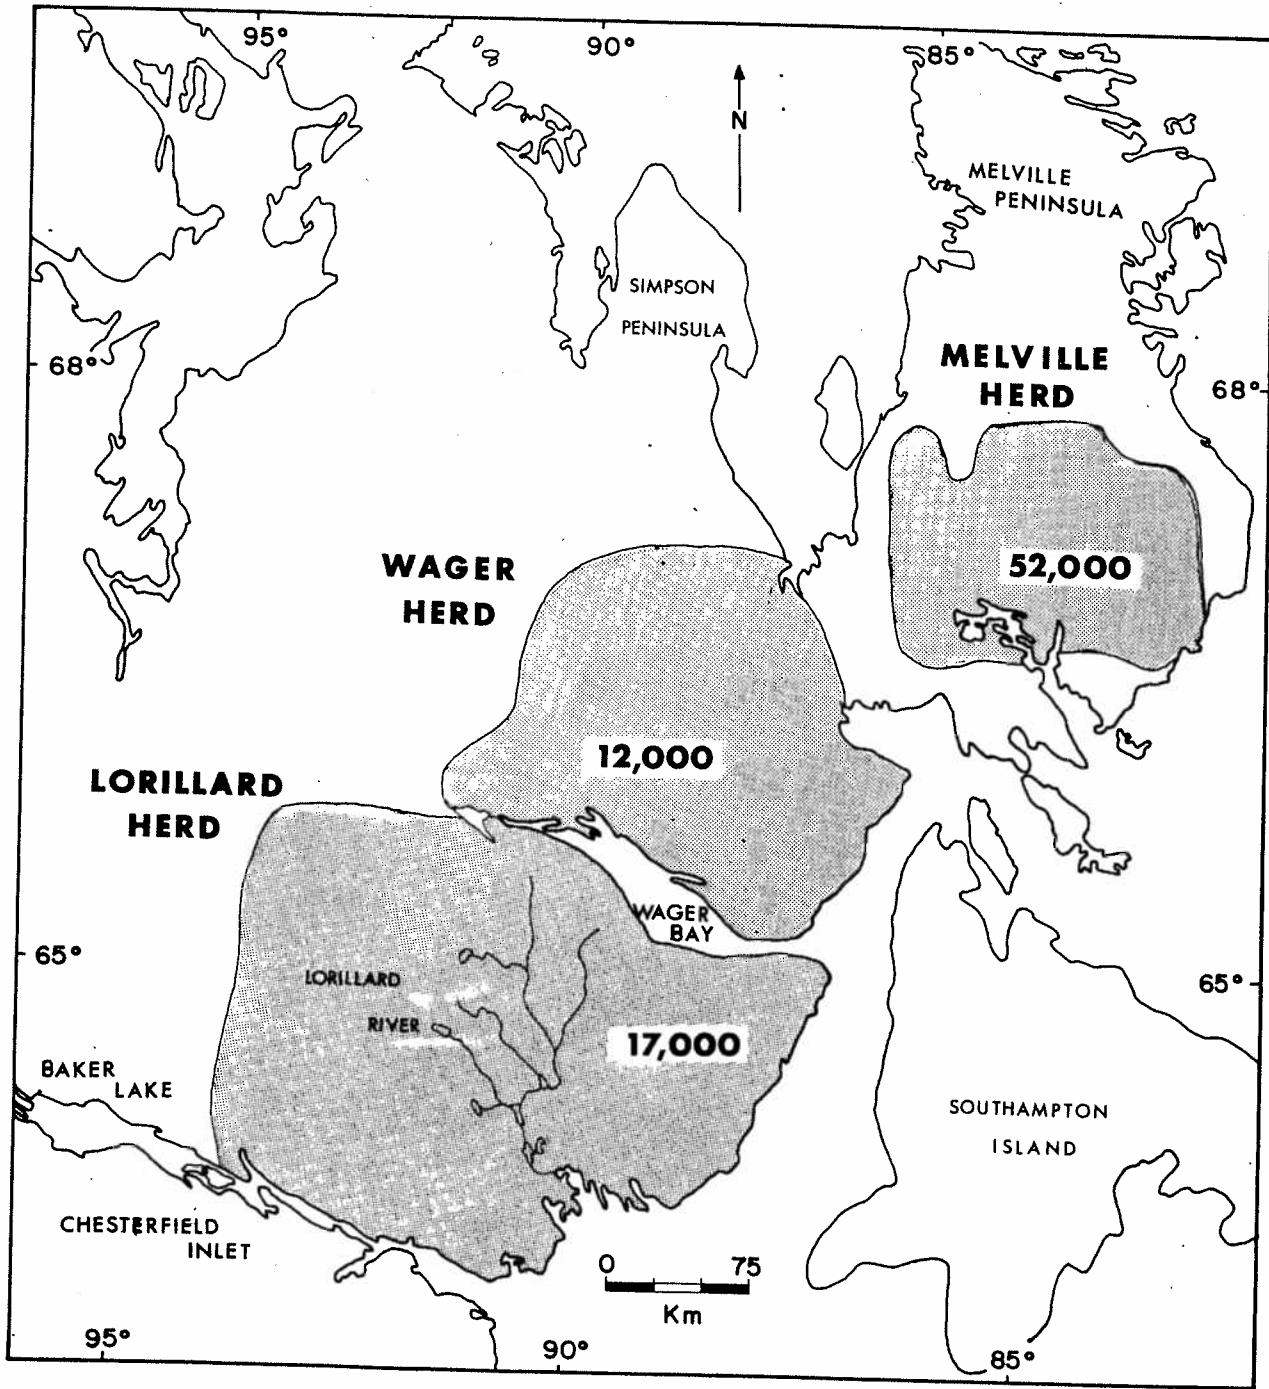 95°
90°
85°
N
MELVILLE
PENINSULA
SIMPSON
PENINSULA
68°
MELVILLE
HERD
68°
WAGER
HERD
52,000
12,000
LORILLARD
HERD
WAGER
BAY
65°
LORILLARD
RIVER
65°
17,000
BAKER
LAKE
SOUTHAMPTON
ISLAND
CHESTERFIELD
INLET
0 75
Km
95°
90°
85°